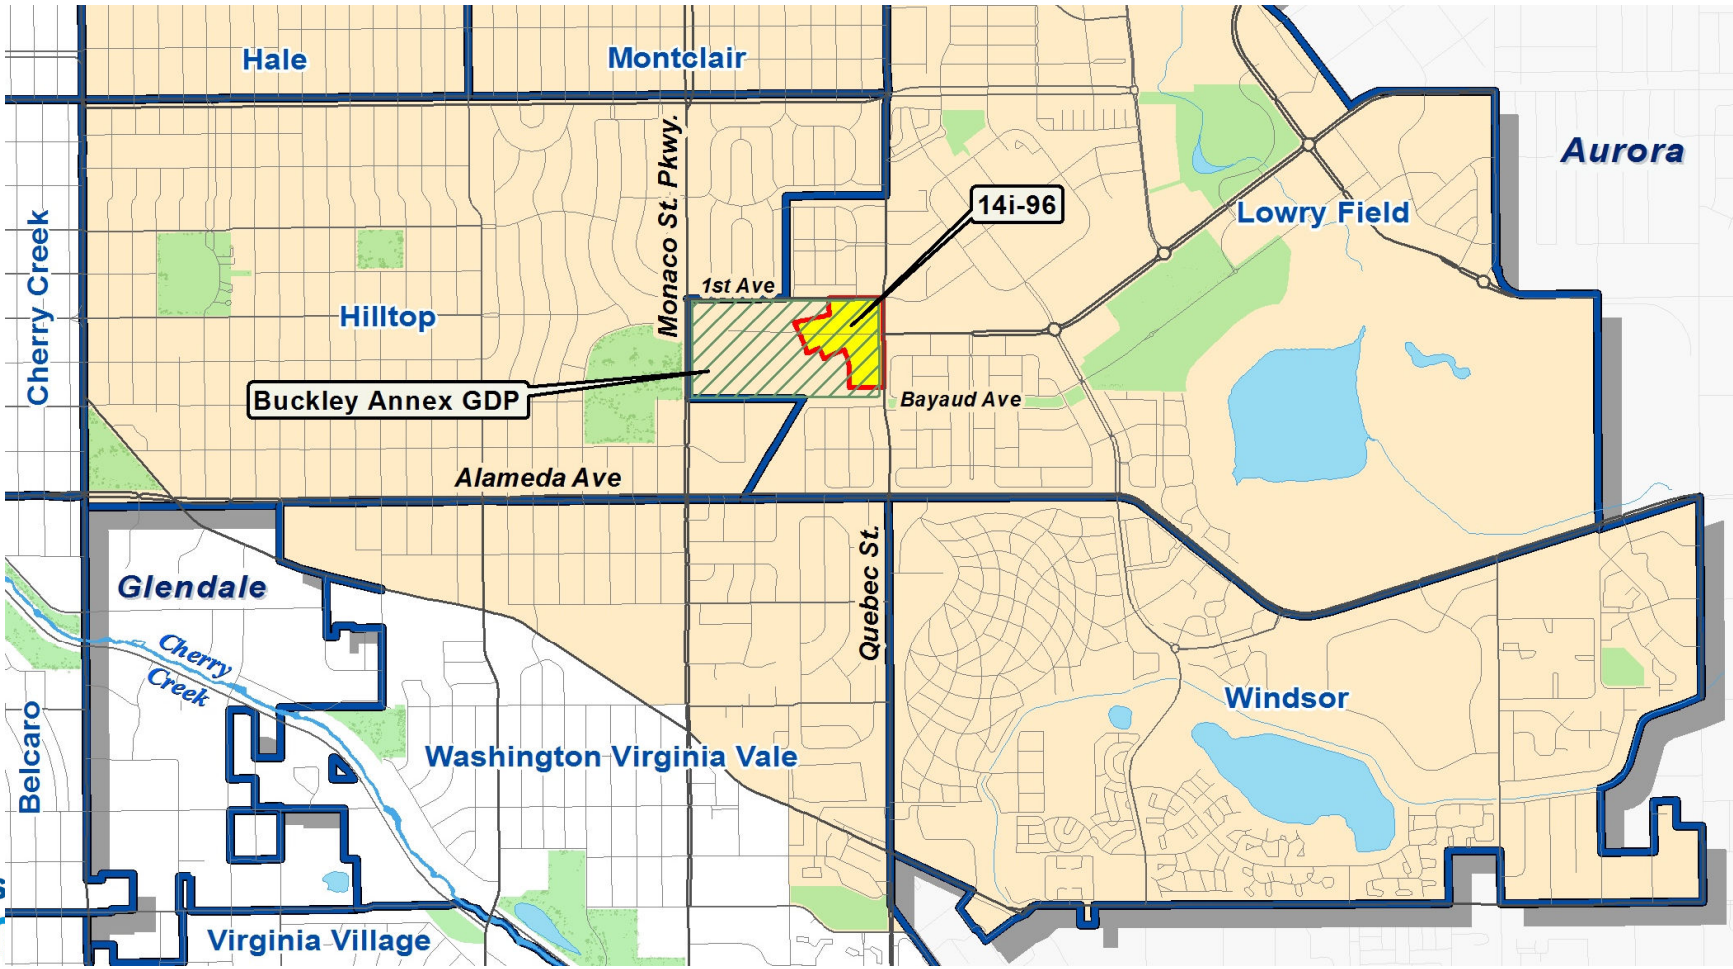 Hale
Montclair
Aurora
Monaco St. Pkwy.
14i-96
Lowry Field
Cherry Creek
1st Ave
Hilltop
Buckley Annex GDP
Bayaud Ave
Alameda Ave
Quebec St.
Glendale
Cherry
Creek
Belcaro
Windsor
Washington Virginia Vale
Virginia Village